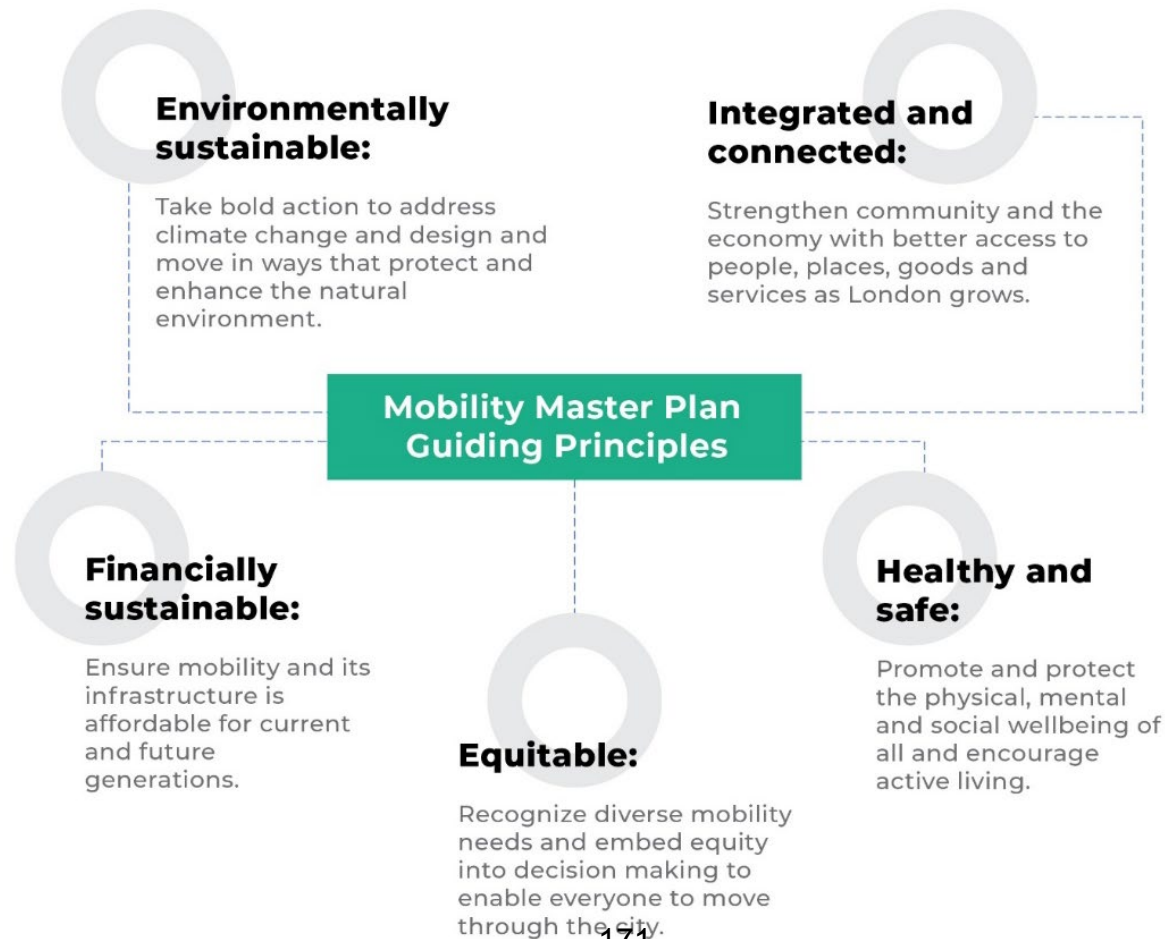 Environmentally
sustainable:
Take bold action to address
climate change and design and
move in ways that protect and
enhance the natural
environment.
Integrated and
connected:
Strengthen community and the
economy with better access to
people, places, goods and
services as London grows.
Mobility Master Plan
Guiding Principles
Financially
sustainable:
Ensure mobility and its
infrastructure is
affordable for current
and future
generations.
Equitable:
Recognize diverse mobility
needs and embed equity
into decision making to
enable everyone to move
through the city.
171
Healthy and
safe:
Promote and protect
the physical, mental
and social wellbeing of
all and encourage
active living.